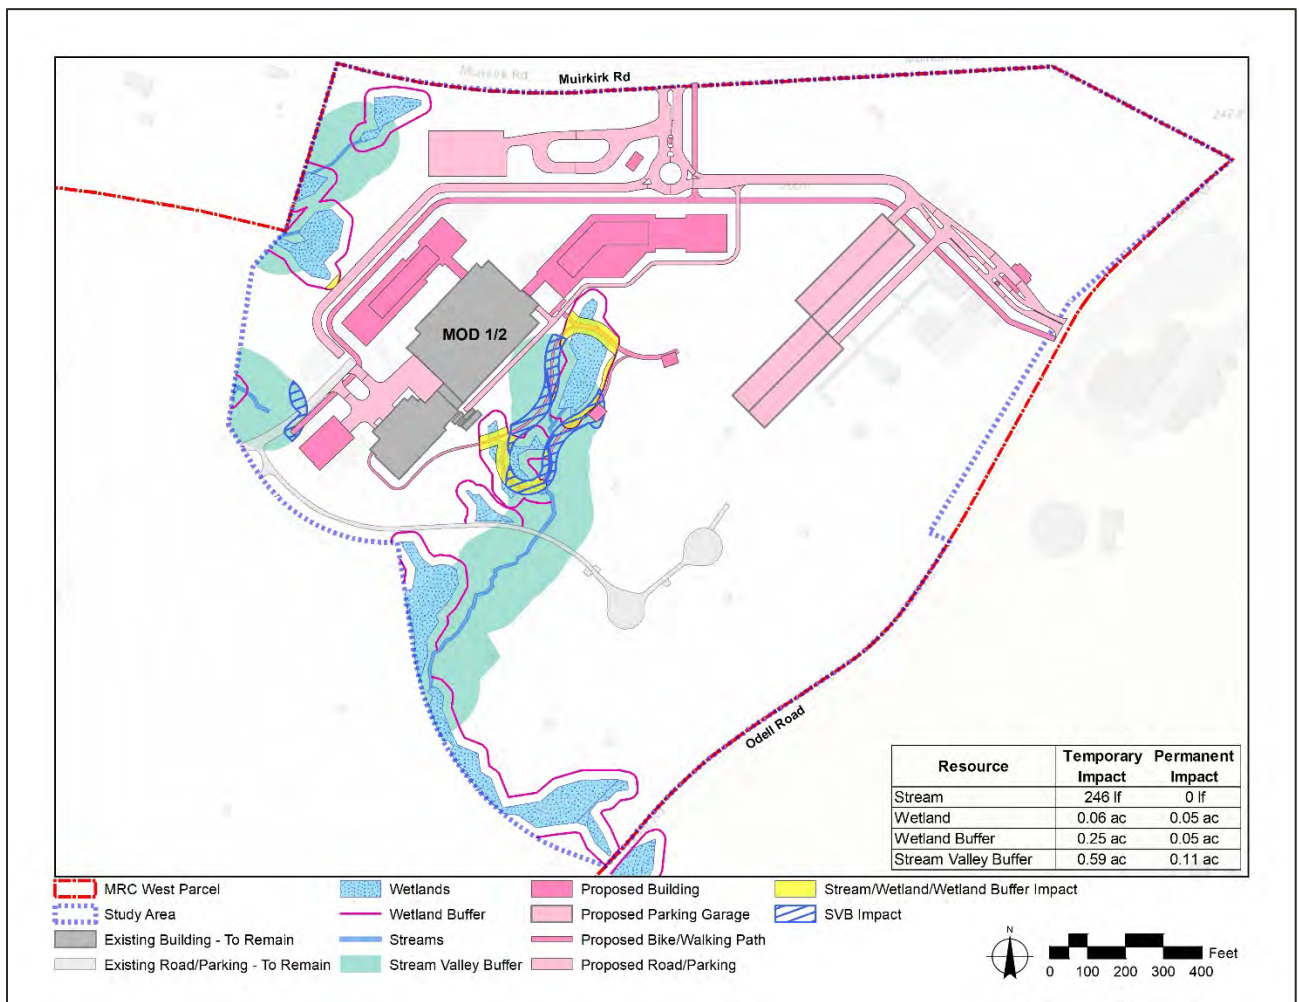 Muirkirk Rd
Muirkirk Rd
MOD 1/2
Odell Road
Resource Temporary Impact Permanent Impact
Stream 246 lf 0 lf
Wetland 0.06 ac 0.05 ac
Wetland Buffer 0.25 ac 0.05 ac
Stream Valley Buffer 0.59 ac 0.11 ac
MRC West Parcel
Study Area
Existing Building - To Remain
Existing Road/Parking - To Remain
Wetlands
Wetland Buffer
Streams
Stream Valley Buffer
Proposed Building
Proposed Parking Garage
Proposed Bike/Walking Path
Proposed Road/Parking
Stream/Wetland/Wetland Buffer Impact
SVB Impact
N
Feet
0 100 200 300 400